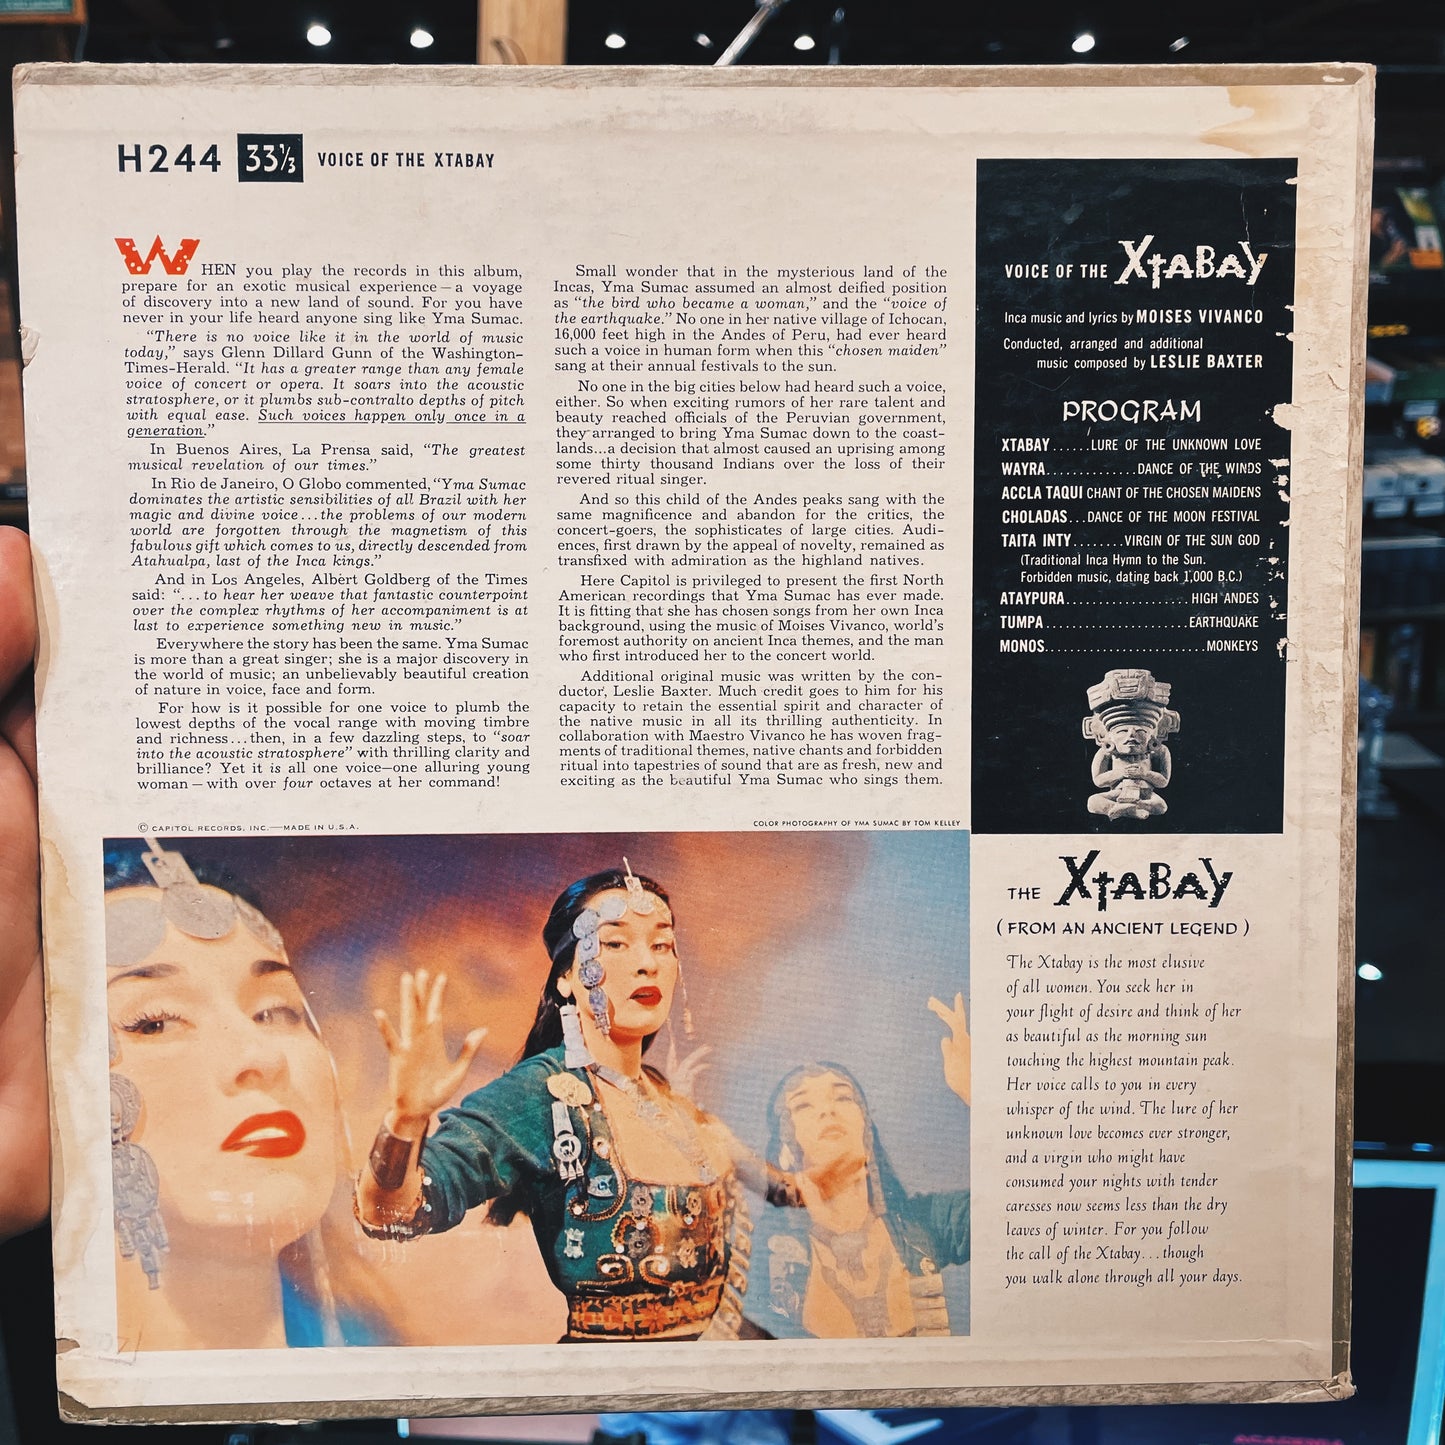 H244 33⅓ VOICE OF THE XTABAY
WHEN you play the records in this album,
prepare for an exotic musical experience—a voyage
of discovery into a new land of sound. For you have
never in your life heard anyone sing like Yma Sumac.
“There is no voice like it in the world of music
today,” says Glenn Dillard Gunn of the Washington-
Times-Herald. “It has a greater range than any female
voice of concert or opera. It soars into the acoustic
stratosphere, or it plumbs sub-contralto depths of pitch
with equal ease. Such voices happen only once in a
generation.”
In Buenos Aires, La Prensa said, “The greatest
musical revelation of our times.”
In Rio de Janeiro, O Globo commented, “Yma Sumac
dominates the artistic sensibilities of all Brazil with her
magic and divine voice...the problems of our modern
world are forgotten through the magnetism of this
fabulous gift which comes to us, directly descended from
Atahualpa, last of the Inca kings.”
And in Los Angeles, Albert Goldberg of the Times
said: “...to hear her weave that fantastic counterpoint
over the complex rhythms of her accompaniment is at
last to experience something new in music.”
Everywhere the story has been the same. Yma Sumac
is more than a great singer; she is a major discovery in
the world of music; an unbelievably beautiful creation
of nature in voice, face and form.
For how is it possible for one voice to plumb the
lowest depths of the vocal range with moving timbre
and richness...then, in a few dazzling steps, to “soar
into the acoustic stratosphere” with thrilling clarity and
brilliance? Yet it is all one voice—one alluring young
woman—with over four octaves at her command!
Small wonder that in the mysterious land of the
Incas, Yma Sumac assumed an almost deified position
as “the bird who became a woman,” and the “voice of
the earthquake.” No one in her native village of Ichocan,
16,000 feet high in the Andes of Peru, had ever heard
such a voice in human form when this “chosen maiden”
sang at their annual festivals to the sun.
No one in the big cities below had heard such a voice,
either. So when exciting rumors of her rare talent and
beauty reached officials of the Peruvian government,
they arranged to bring Yma Sumac down to the coast-
lands...a decision that almost caused an uprising among
some thirty thousand Indians over the loss of their
revered ritual singer.
And so this child of the Andes peaks sang with the
same magnificence and abandon for the critics, the
concert-goers, the sophisticates of large cities. Audi-
ences, first drawn by the appeal of novelty, remained as
transfixed with admiration as the highland natives.
Here Capitol is privileged to present the first North
American recordings that Yma Sumac has ever made.
It is fitting that she has chosen songs from her own Inca
background, using the music of Moises Vivanco, world’s
foremost authority on ancient Inca themes, and the man
who first introduced her to the concert world.
Additional original music was written by the con-
ductor, Leslie Baxter. Much credit goes to him for his
capacity to retain the essential spirit and character of
the native music in all its thrilling authenticity. In
collaboration with Maestro Vivanco he has woven frag-
ments of traditional themes, native chants and forbidden
ritual into tapestries of sound that are as fresh, new and
exciting as the beautiful Yma Sumac who sings them.
© CAPITOL RECORDS, INC.—MADE IN U.S.A.
COLOR PHOTOGRAPHY OF YMA SUMAC BY TOM KELLEY
VOICE OF THE XTABAY
Inca music and lyrics by MOISES VIVANCO
Conducted, arranged and additional
music composed by LESLIE BAXTER
PROGRAM
XTABAY......LURE OF THE UNKNOWN LOVE
WAYRA.............DANCE OF THE WINDS
ACCLA TAQUI CHANT OF THE CHOSEN MAIDENS
CHOLADAS...DANCE OF THE MOON FESTIVAL
TAITA INTY........VIRGIN OF THE SUN GOD
(Traditional Inca Hymn to the Sun.
Forbidden music, dating back 1,000 B.C.)
ATAYPURA..................HIGH ANDES
TUMPA.....................EARTHQUAKE
MONOS........................MONKEYS
THE XTABAY
(FROM AN ANCIENT LEGEND)
The Xtabay is the most elusive
of all women. You seek her in
your flight of desire and think of her
as beautiful as the morning sun
touching the highest mountain peak.
Her voice calls to you in every
whisper of the wind. The lure of her
unknown love becomes ever stronger,
and a virgin who might have
consumed your nights with tender
caresses now seems less than the dry
leaves of winter. For you follow
the call of the Xtabay...though
you walk alone through all your days.